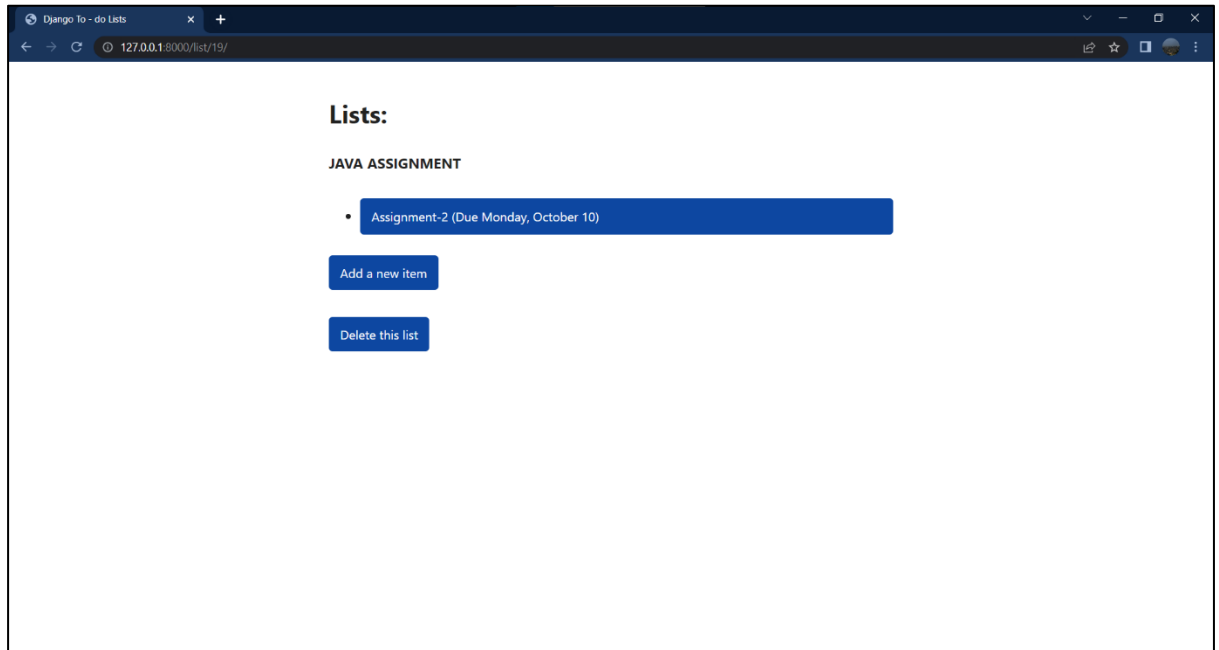 Django To - do Lists
127.0.0.1:8000/list/19/
Lists:
JAVA ASSIGNMENT
Assignment-2 (Due Monday, October 10)
Add a new item
Delete this list